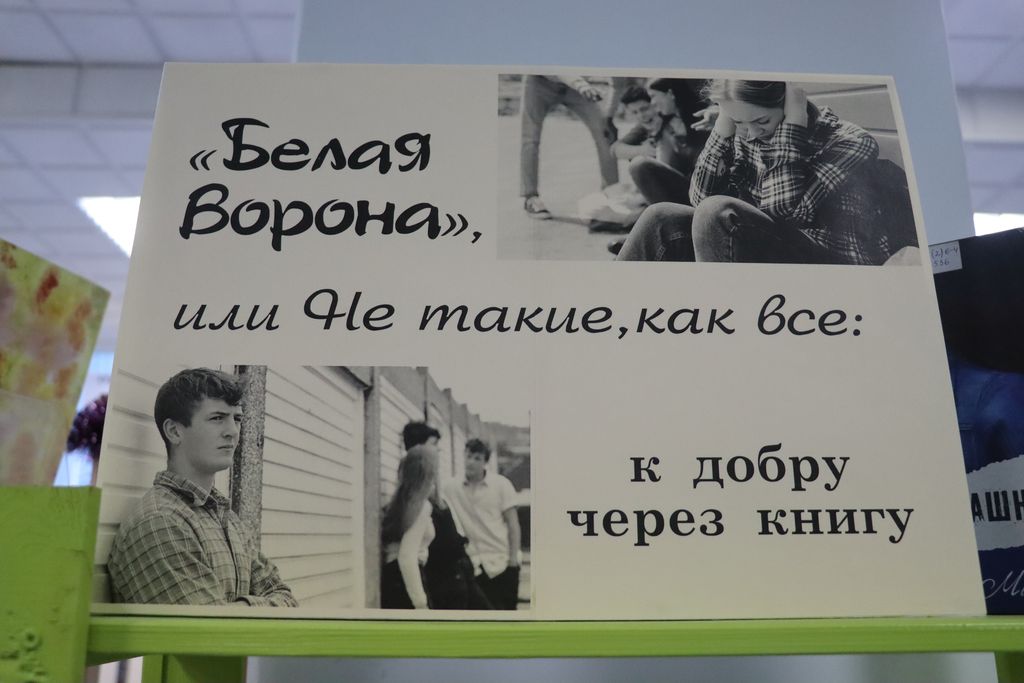 «Белая
Ворона»,
или Не такие, как все:
к добру
через книгу